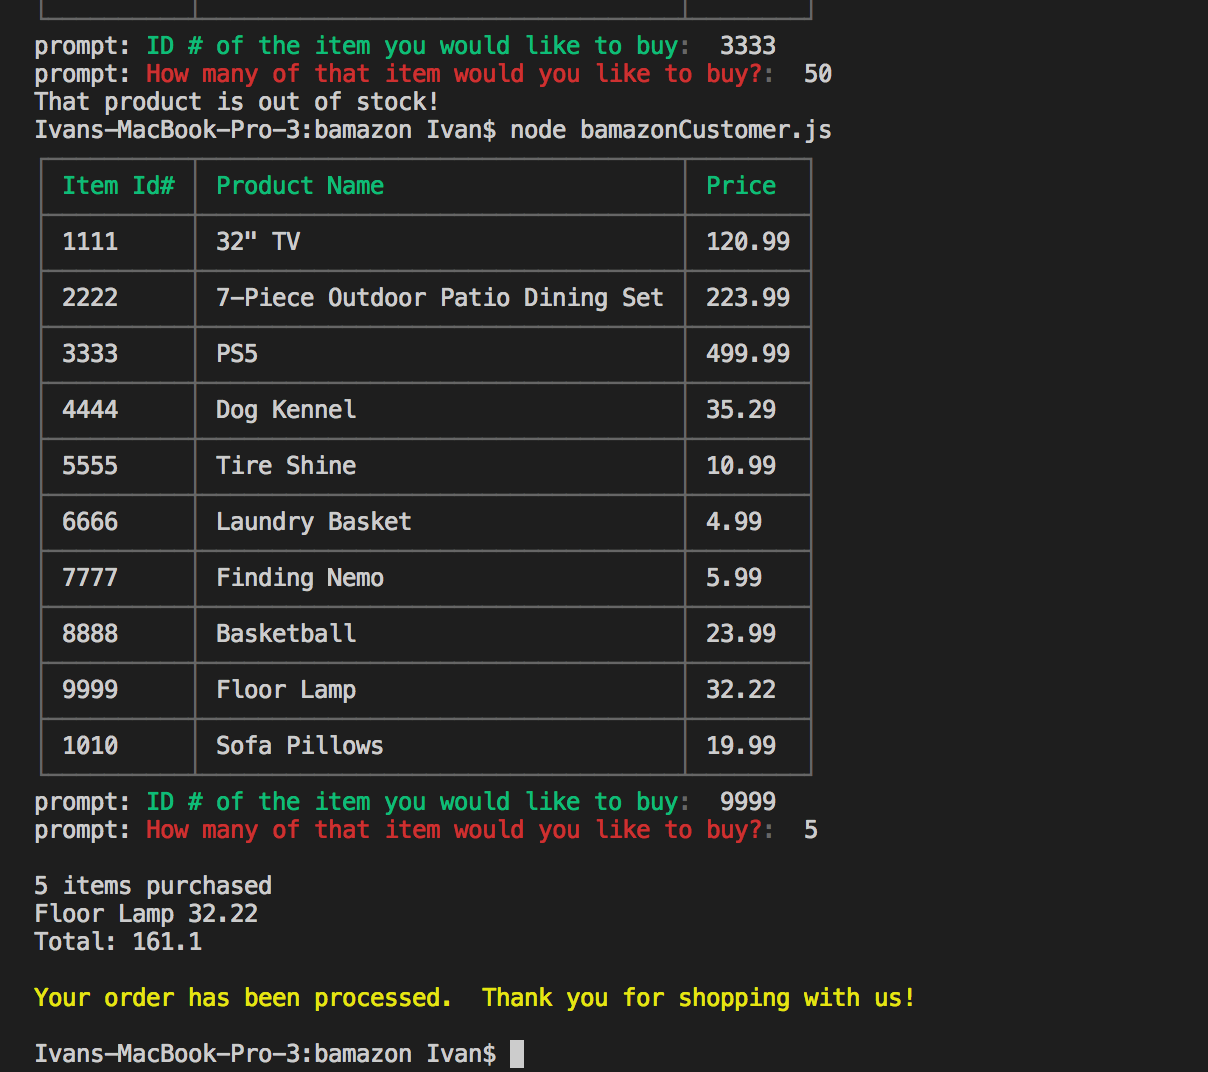 prompt: ID # of the item you would like to buy:  3333
prompt: How many of that item would you like to buy?:  50
That product is out of stock!
Ivans-MacBook-Pro-3:bamazon Ivan$ node bamazonCustomer.js
Item Id# Product Name Price
1111 32" TV 120.99
2222 7-Piece Outdoor Patio Dining Set 223.99
3333 PS5 499.99
4444 Dog Kennel 35.29
5555 Tire Shine 10.99
6666 Laundry Basket 4.99
7777 Finding Nemo 5.99
8888 Basketball 23.99
9999 Floor Lamp 32.22
1010 Sofa Pillows 19.99
prompt: ID # of the item you would like to buy:  9999
prompt: How many of that item would you like to buy?:  5
5 items purchased
Floor Lamp 32.22
Total: 161.1
Your order has been processed.  Thank you for shopping with us!
Ivans-MacBook-Pro-3:bamazon Ivan$